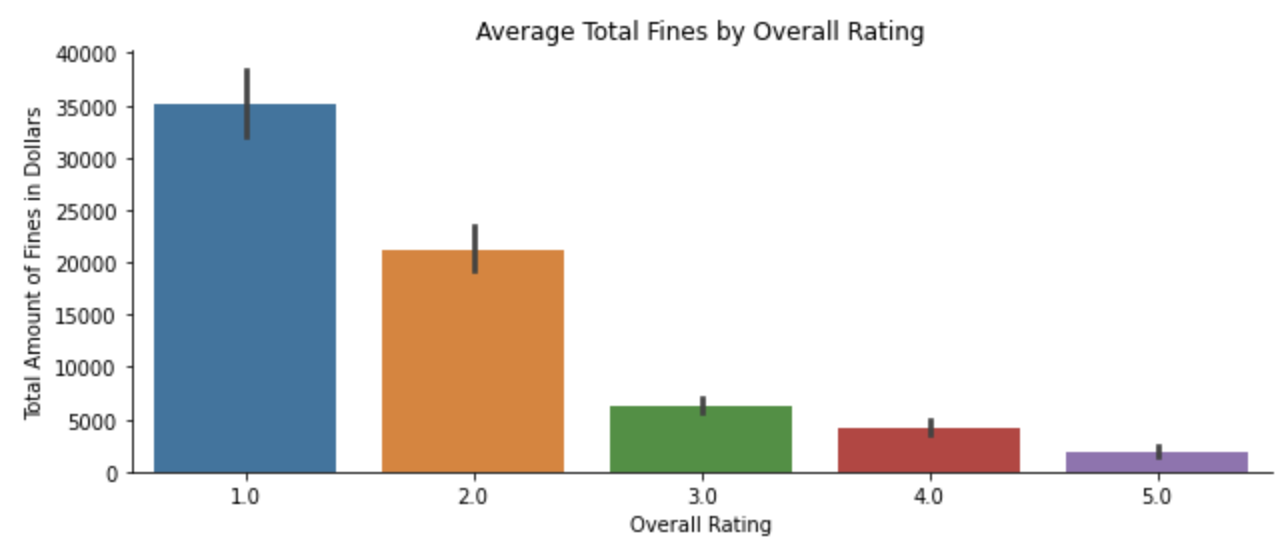 Average Total Fines by Overall Rating
Total Amount of Fines in Dollars
40000
35000
30000
25000
20000
15000
10000
5000
0
1.0 2.0 3.0 4.0 5.0
Overall Rating